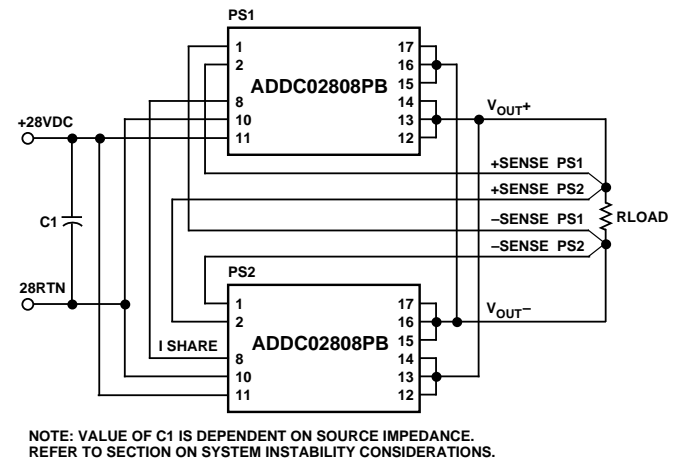 PS1
1
2
8
10
11
ADDC02808PB
17
16
15
14
13
12
+28VDC
C1
28RTN
VOUT+
+SENSE PS1
+SENSE PS2
–SENSE PS1
–SENSE PS2
RLOAD
PS2
1
2
I SHARE
8
10
11
ADDC02808PB
17
16
15
14
13
12
VOUT–
NOTE: VALUE OF C1 IS DEPENDENT ON SOURCE IMPEDANCE.
REFER TO SECTION ON SYSTEM INSTABILITY CONSIDERATIONS.